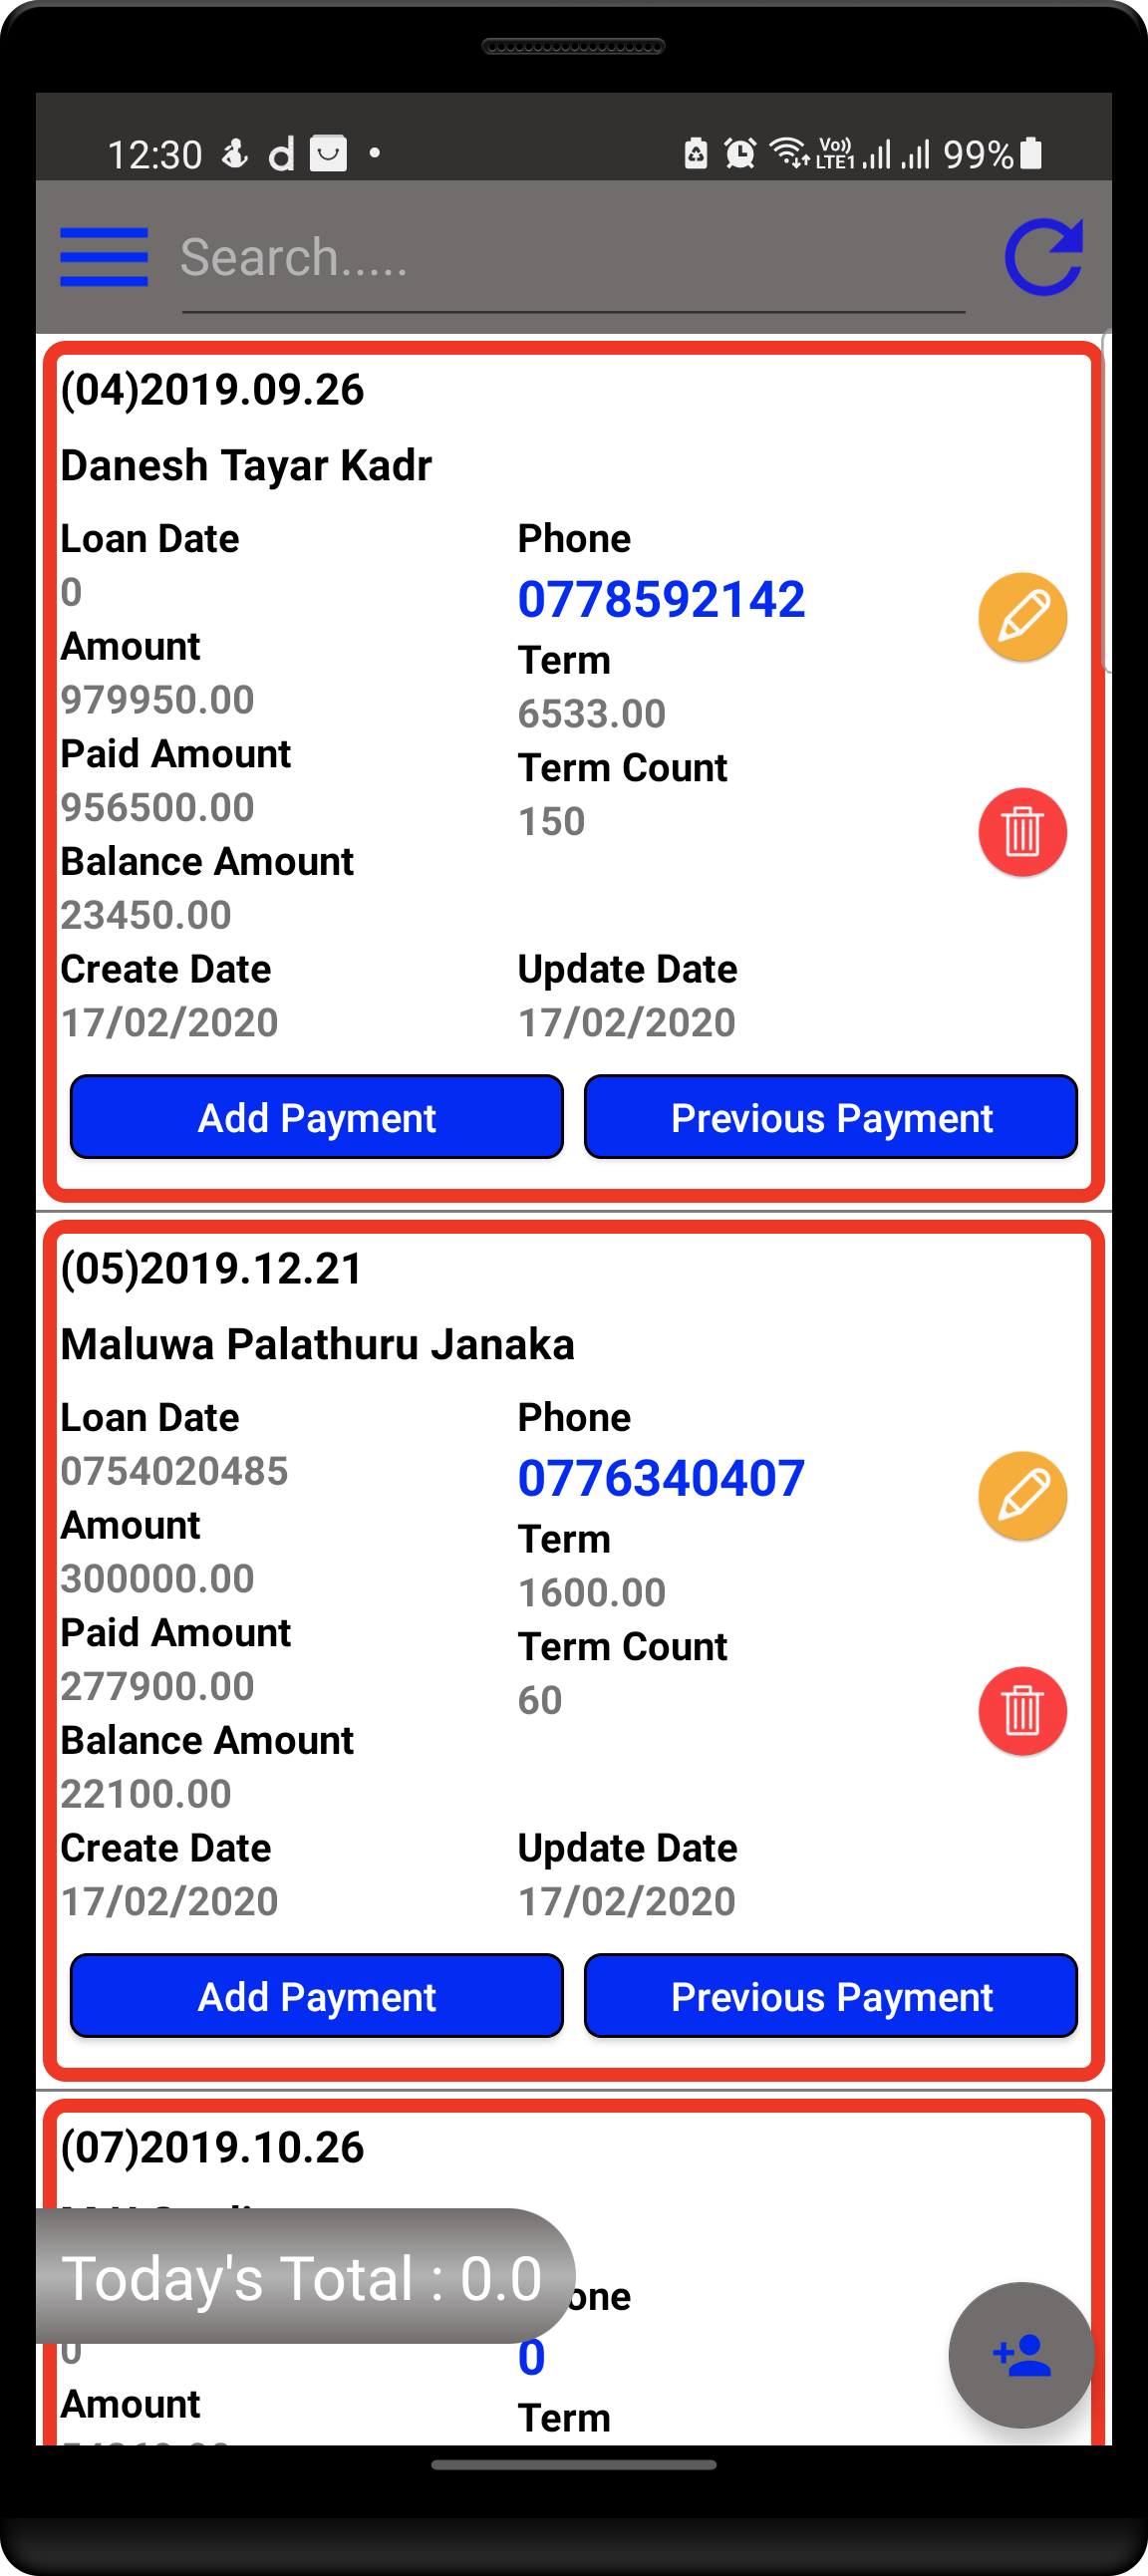 12:30 d Vo)) LTE1 99%
Search.....
(04)2019.09.26
Danesh Tayar Kadr
Loan Date Phone
0 0778592142
Amount Term
979950.00 6533.00
Paid Amount Term Count
956500.00 150
Balance Amount
23450.00
Create Date Update Date
17/02/2020 17/02/2020
Add Payment Previous Payment
(05)2019.12.21
Maluwa Palathuru Janaka
Loan Date Phone
0754020485 0776340407
Amount Term
300000.00 1600.00
Paid Amount Term Count
277900.00 60
Balance Amount
22100.00
Create Date Update Date
17/02/2020 17/02/2020
Add Payment Previous Payment
(07)2019.10.26
Today's Total : 0.0
0 0
Amount Term